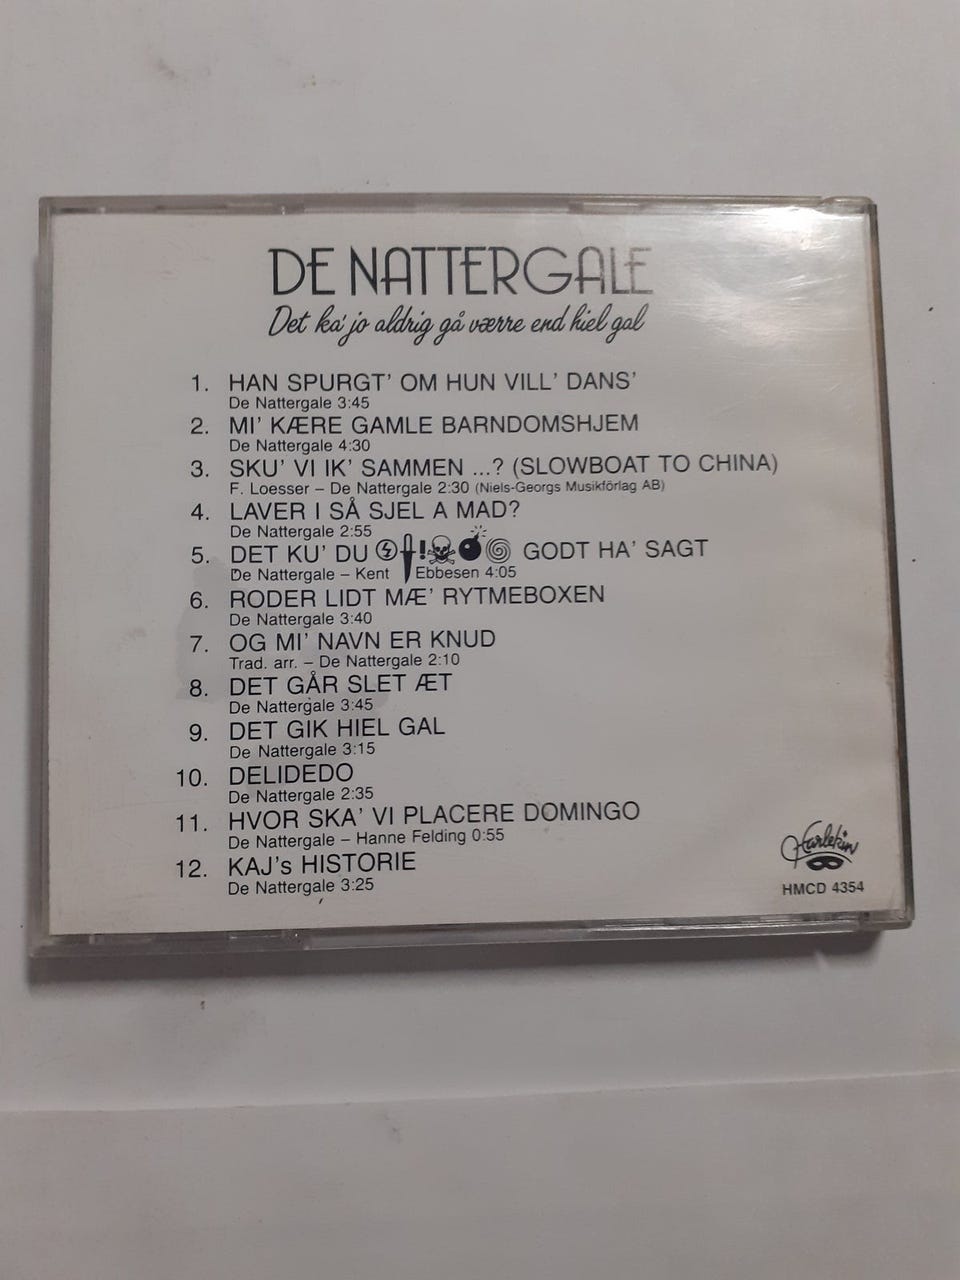 DE NATTERGALE
Det ka' jo aldrig gå værre end hiel gal
1. HAN SPURGT' OM HUN VILL' DANS'
De Nattergale 3:45
2. MI' KÆRE GAMLE BARNDOMSHJEM
De Nattergale 4:30
3. SKU' VI IK' SAMMEN ...? (SLOWBOAT TO CHINA)
F. Loesser – De Nattergale 2:30 (Niels-Georgs Musikförlag AB)
4. LAVER I SÅ SJEL A MAD?
De Nattergale 2:55
5. DET KU' DU ! GODT HA' SAGT
De Nattergale – Kent Ebbesen 4:05
6. RODER LIDT MÆ' RYTMEBOXEN
De Nattergale 3:40
7. OG MI' NAVN ER KNUD
Trad. arr. – De Nattergale 2:10
8. DET GÅR SLET ÆT
De Nattergale 3:45
9. DET GIK HIEL GAL
De Nattergale 3:15
10. DELIDEDO
De Nattergale 2:35
11. HVOR SKA' VI PLACERE DOMINGO
De Nattergale – Hanne Felding 0:55
12. KAJ's HISTORIE
De Nattergale 3:25
Harlekin
HMCD 4354